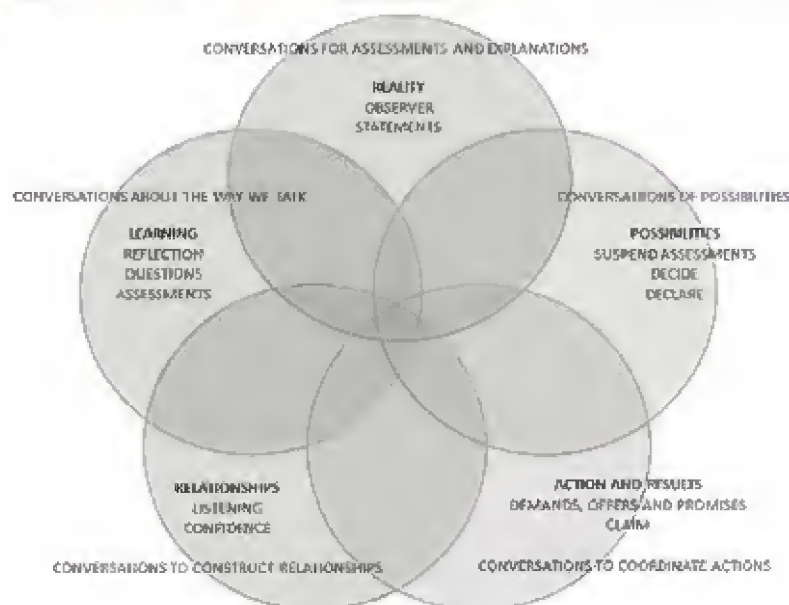 CONVERSATIONS FOR ASSESSMENTS AND EXPLANATIONS
REALITY
OBSERVER
STATEMENTS
CONVERSATIONS ABOUT THE WAY WE TALK
LEARNING
REFLECTION
QUESTIONS
ASSESSMENTS
CONVERSATIONS OF POSSIBILITIES
POSSIBILITIES
SUSPEND ASSESSMENTS
DECIDE
DECLARE
RELATIONSHIPS
LISTENING
CONFIDENCE
CONVERSATIONS TO CONSTRUCT RELATIONSHIPS
ACTION AND RESULTS
DEMANDS, OFFERS AND PROMISES
CLAIM
CONVERSATIONS TO COORDINATE ACTIONS